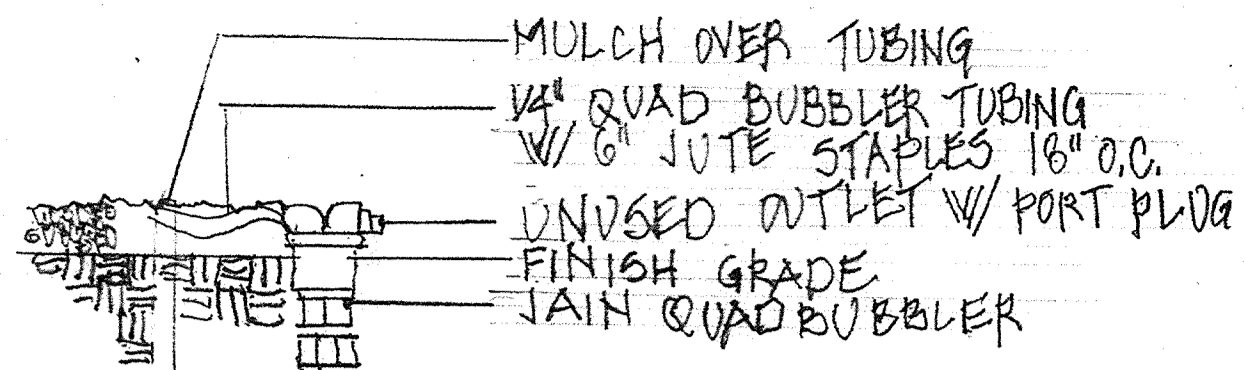 MULCH OVER TUBING
1/4" QUAD BUBBLER TUBING
W/ 6" JUTE STAPLES 18" O.C.
UNUSED OUTLET W/ PORT PLUG
FINISH GRADE
JAIN QUAD BUBBLER